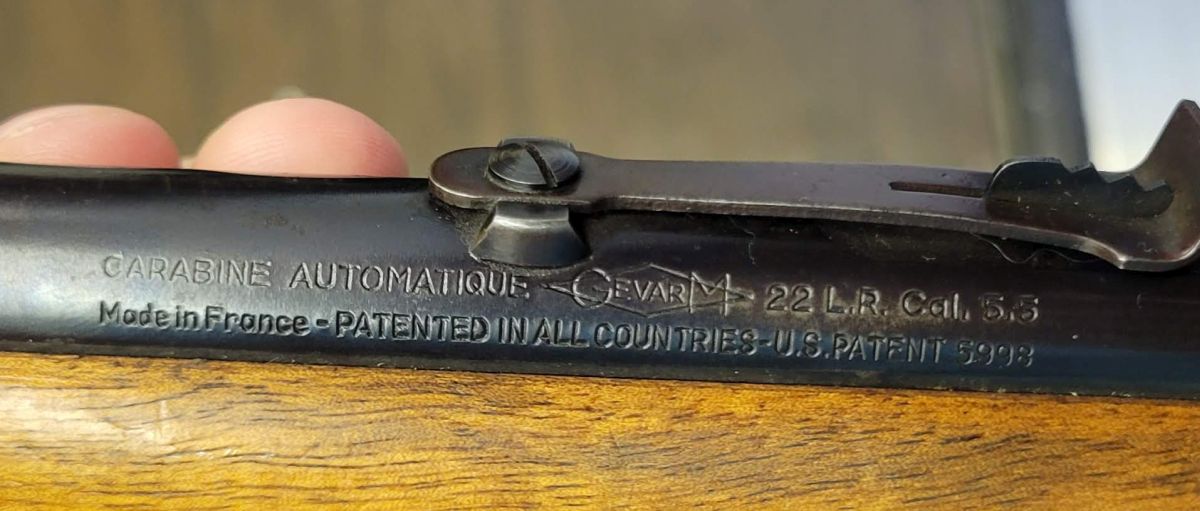 CARABINE AUTOMATIQUE GEVARM 22 L.R. Cal. 5.5
Made in France - PATENTED IN ALL COUNTRIES - U.S. PATENT 5998